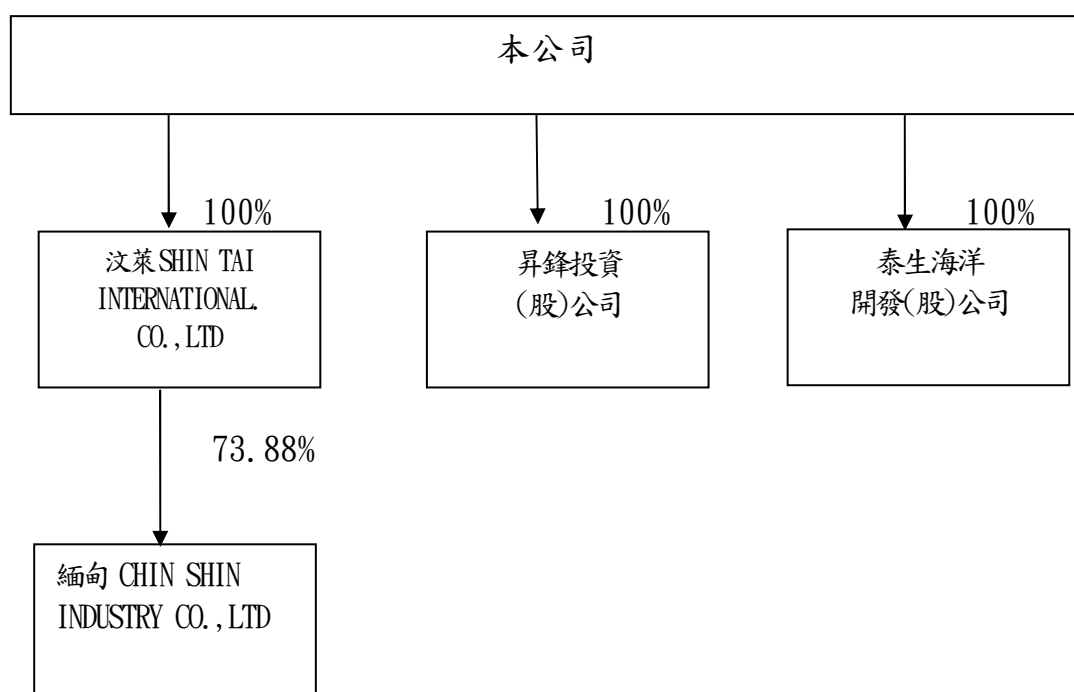 本公司
100%
100%
100%
汶萊SHIN TAI
INTERNATIONAL.
CO.,LTD
昇鋒投資
(股)公司
泰生海洋
開發(股)公司
73.88%
緬甸 CHIN SHIN
INDUSTRY CO.,LTD